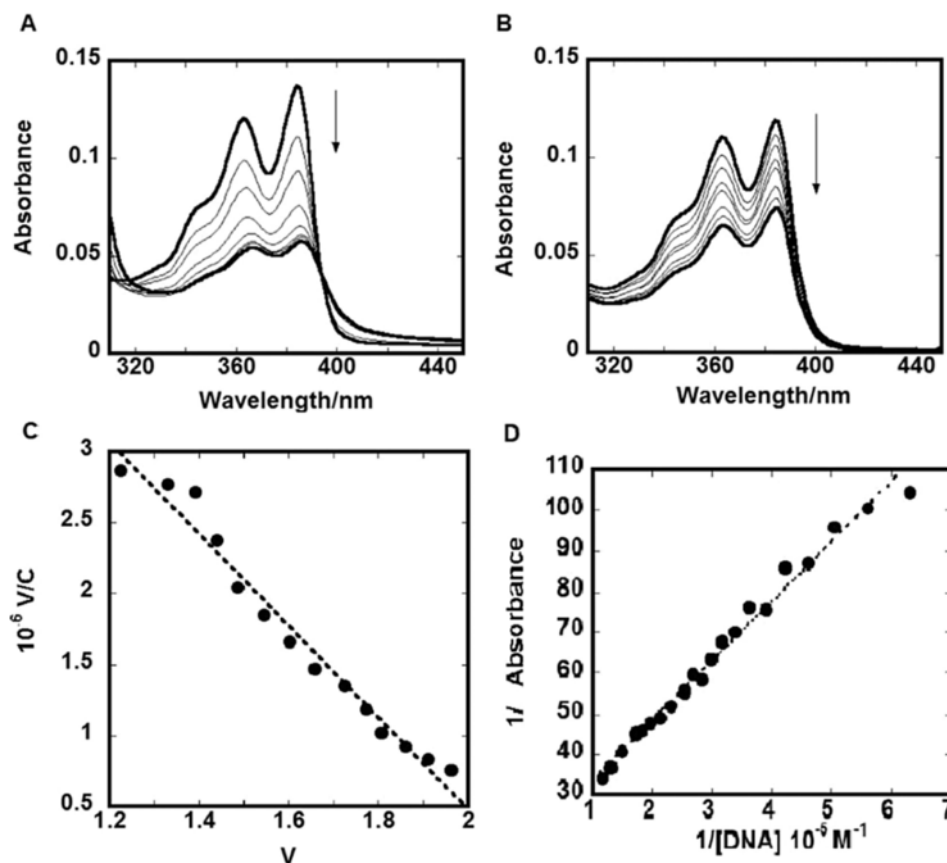 A
0.15
0.1
0.05
0
Absorbance
320 360 400 440
Wavelength/nm
B
0.15
0.1
0.05
0
Absorbance
320 360 400 440
Wavelength/nm
C
3
2.5
2
1.5
1
0.5
10⁻⁶ V/C
1.2 1.4 1.6 1.8 2
V
D
110
100
90
80
70
60
50
40
30
1/ Absorbance
1 2 3 4 5 6 7
1/[DNA] 10⁻⁵ M⁻¹